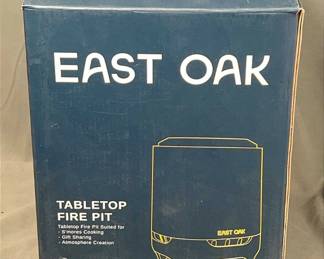 EAST OAK
TABLETOP
FIRE PIT
Tabletop Fire Pit Suited for
- S'mores Cooking
- Gift Sharing
- Atmosphere Creation
EAST OAK